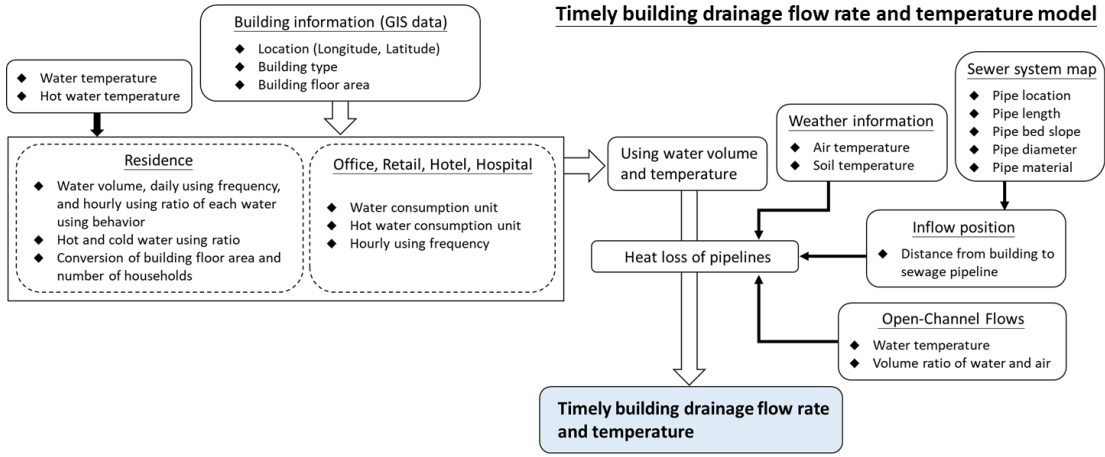 Timely building drainage flow rate and temperature model
Building information (GIS data)
◆ Location (Longitude, Latitude)
◆ Building type
◆ Building floor area
◆ Water temperature
◆ Hot water temperature
Residence
◆ Water volume, daily using frequency,
and hourly using ratio of each water
using behavior
◆ Hot and cold water using ratio
◆ Conversion of building floor area and
number of households
Office, Retail, Hotel, Hospital
◆ Water consumption unit
◆ Hot water consumption unit
◆ Hourly using frequency
Using water volume
and temperature
Weather information
◆ Air temperature
◆ Soil temperature
Sewer system map
◆ Pipe location
◆ Pipe length
◆ Pipe bed slope
◆ Pipe diameter
◆ Pipe material
Heat loss of pipelines
Inflow position
◆ Distance from building to
sewage pipeline
Open-Channel Flows
◆ Water temperature
◆ Volume ratio of water and air
Timely building drainage flow rate
and temperature